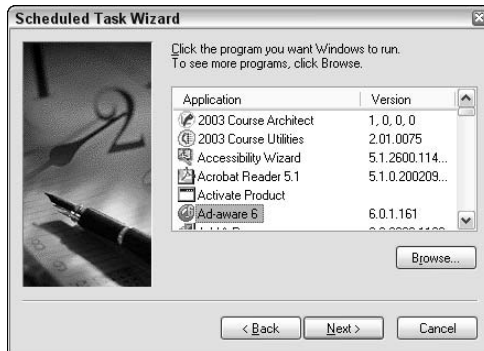 Scheduled Task Wizard
Click the program you want Windows to run.
To see more programs, click Browse.
Application Version
2003 Course Architect 1, 0, 0, 0
2003 Course Utilities 2.01.0075
Accessibility Wizard 5.1.2600.114...
Acrobat Reader 5.1 5.1.0.200209...
Activate Product
Ad-aware 6 6.0.1.161
Browse...
< Back Next > Cancel